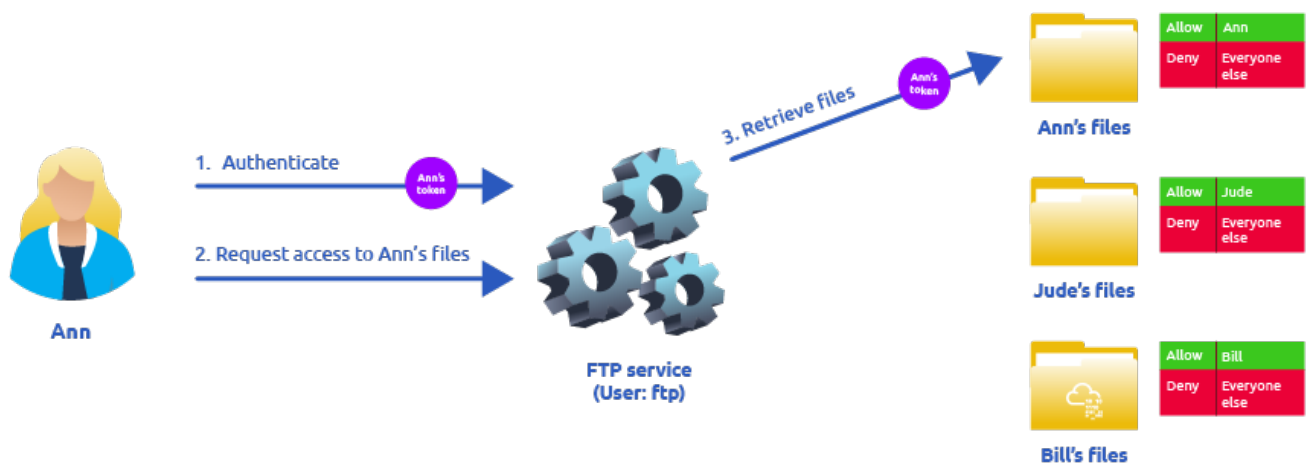 Allow Ann
Deny Everyone
else
Ann's files
3. Retrieve files
Ann's
token
1. Authenticate
Ann's
token
2. Request access to Ann's files
Ann
FTP service
(User: ftp)
Allow Jude
Deny Everyone
else
Jude's files
Allow Bill
Deny Everyone
else
Bill's files